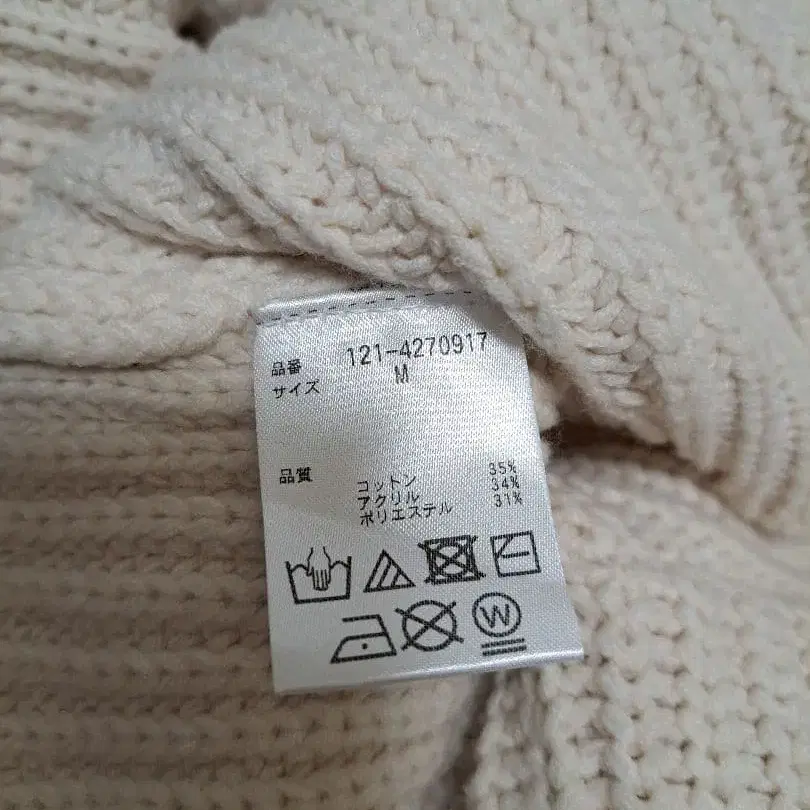 品番 121-4270917
サイズ M
品質
コットン 35%
アクリル 34%
ポリエステル 31%
W